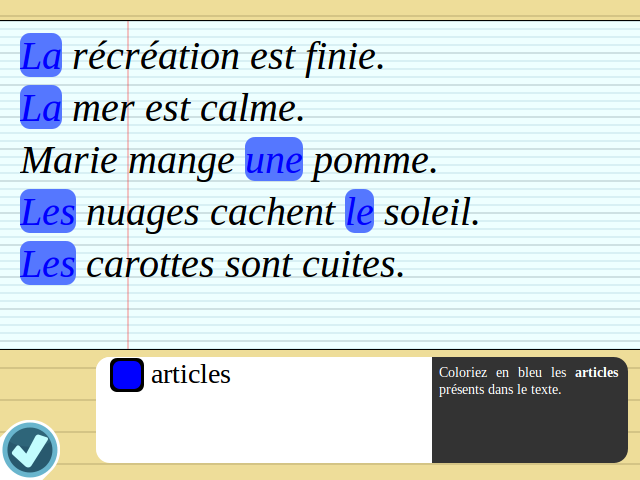 La récréation est finie.
La mer est calme.
Marie mange une pomme.
Les nuages cachent le soleil.
Les carottes sont cuites.
articles
Coloriez en bleu les articles
présents dans le texte.